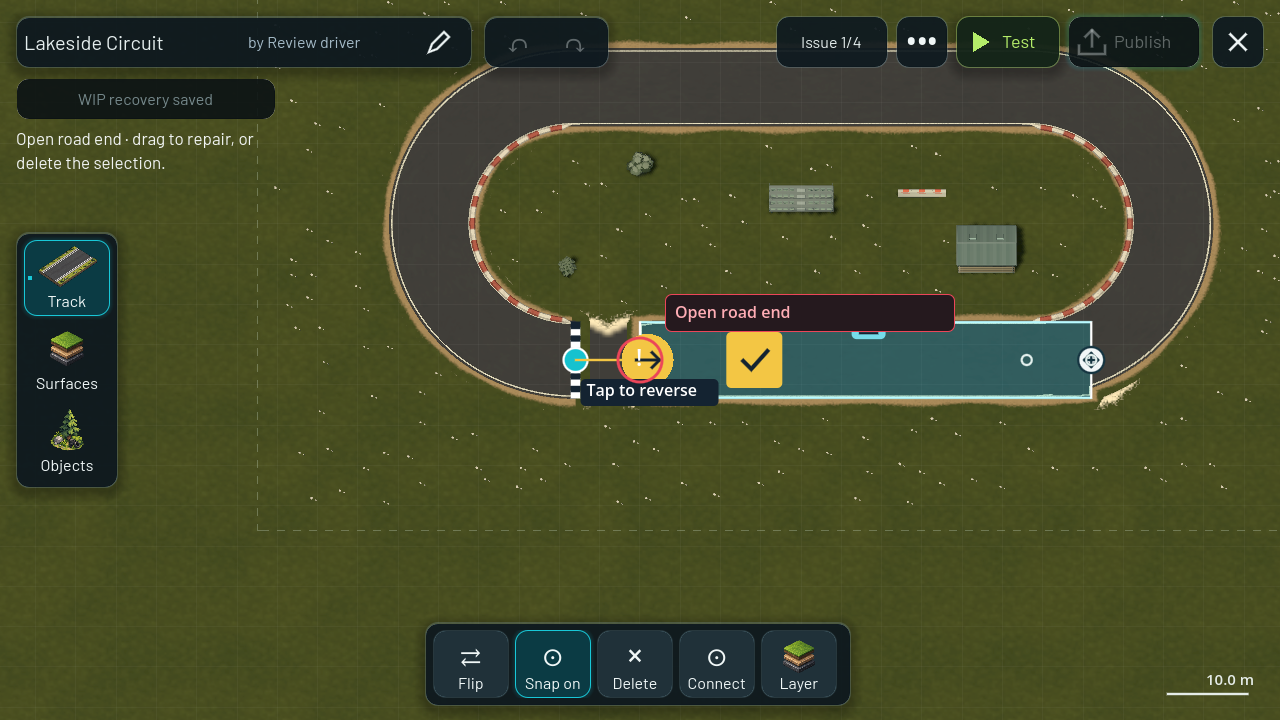 Lakeside Circuit
by Review driver
Issue 1/4
•••
Test
Publish
WIP recovery saved
Open road end · drag to repair, or
delete the selection.
Track
Surfaces
Objects
Open road end
!
Tap to reverse
Flip
Snap on
Delete
Connect
Layer
10.0 m